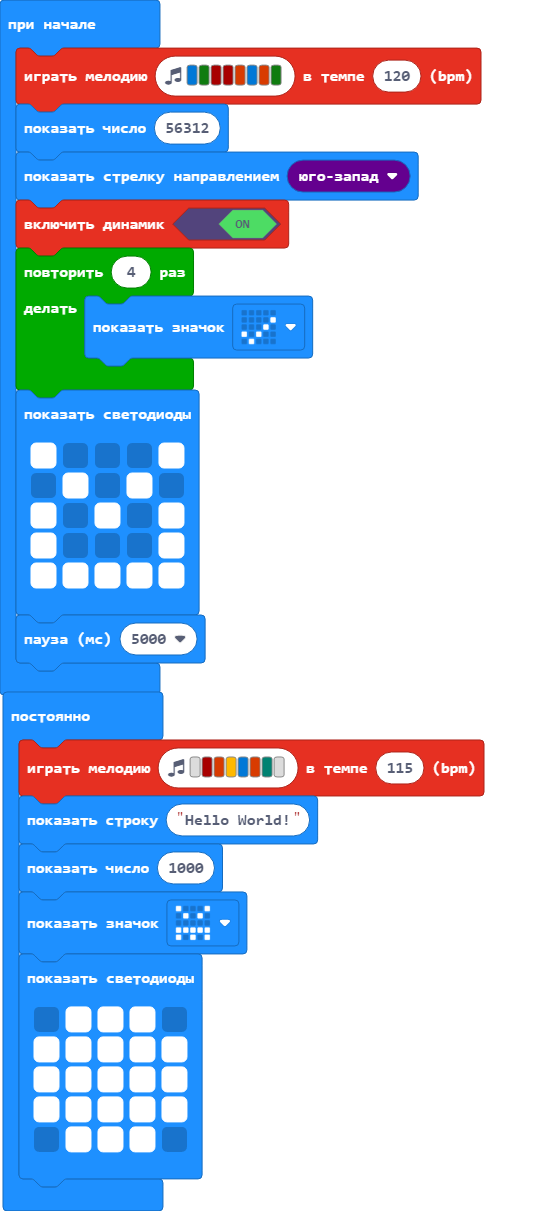 при начале
играть мелодию в темпе 120 (bpm)
показать число 56312
показать стрелку направлением юго-запад
включить динамик ON
повторить 4 раз
делать
показать значок
показать светодиоды
пауза (мс) 5000
постоянно
играть мелодию в темпе 115 (bpm)
показать строку "Hello World!"
показать число 1000
показать значок
показать светодиоды